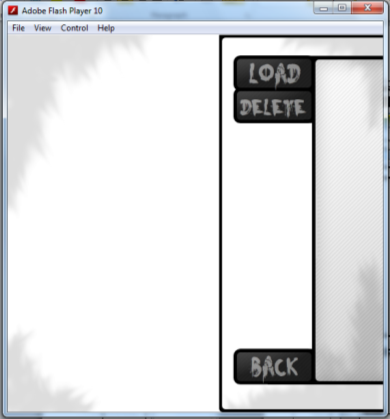 Adobe Flash Player 10
File View Control Help
LOAD
DELETE
BACK